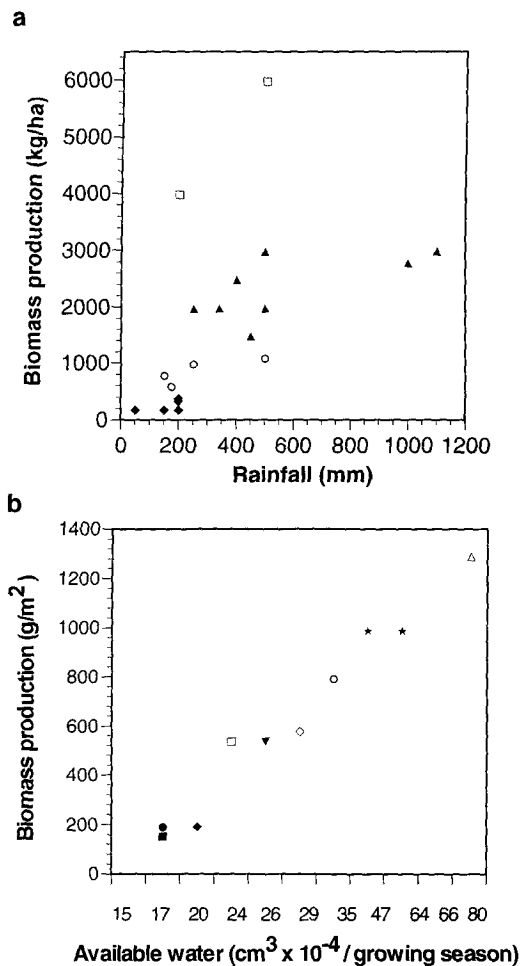 a
Biomass production (kg/ha)
6000
5000
4000
3000
2000
1000
0
0 200 400 600 800 1000 1200
Rainfall (mm)
b
Biomass production (g/m²)
1400
1200
1000
800
600
400
200
0
15 17 20 24 26 29 35 47 64 66 80
Available water (cm³ x 10⁻⁴ / growing season)